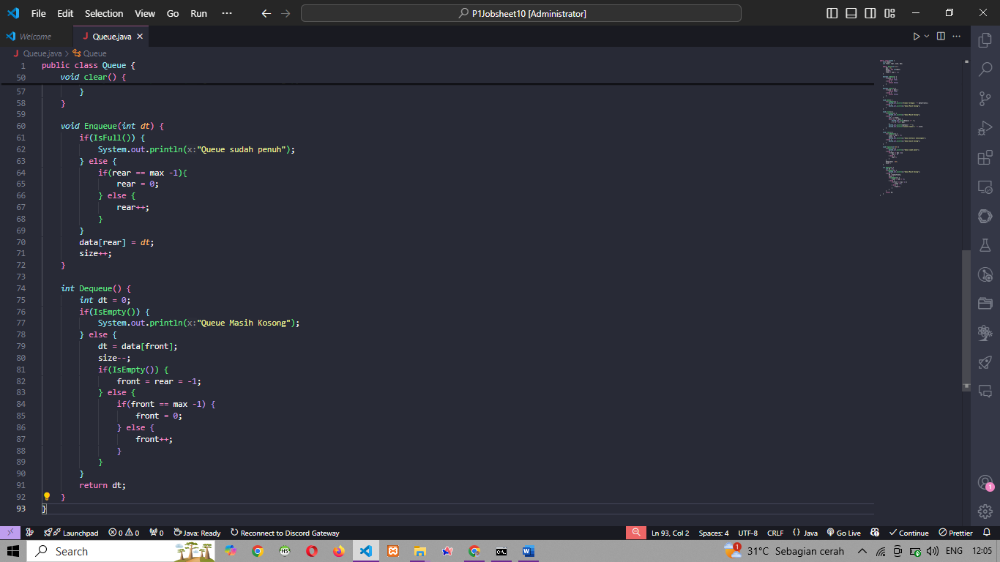 File Edit Selection View Go Run ··· P1Jobsheet10 [Administrator]
Welcome J Queue.java
J Queue.java > Queue
1 public class Queue {
50 void clear() {
57 }
58 }
59
60 void Enqueue(int dt) {
61 if(IsFull()) {
62 System.out.println(x:"Queue sudah penuh");
63 } else {
64 if(rear == max -1){
65 rear = 0;
66 } else {
67 rear++;
68 }
69 }
70 data[rear] = dt;
71 size++;
72 }
73
74 int Dequeue() {
75 int dt = 0;
76 if(IsEmpty()) {
77 System.out.println(x:"Queue Masih Kosong");
78 } else {
79 dt = data[front];
80 size--;
81 if(IsEmpty()) {
82 front = rear = -1;
83 } else {
84 if(front == max -1) {
85 front = 0;
86 } else {
87 front++;
88 }
89 }
90 }
91 return dt;
92 }
93 }
1
Launchpad 0 0 0 Java: Ready Reconnect to Discord Gateway Ln 93, Col 2 Spaces: 4 UTF-8 CRLF {} Java Go Live Continue Prettier
Search HS 1 31°C Sebagian cerah ENG 12:05